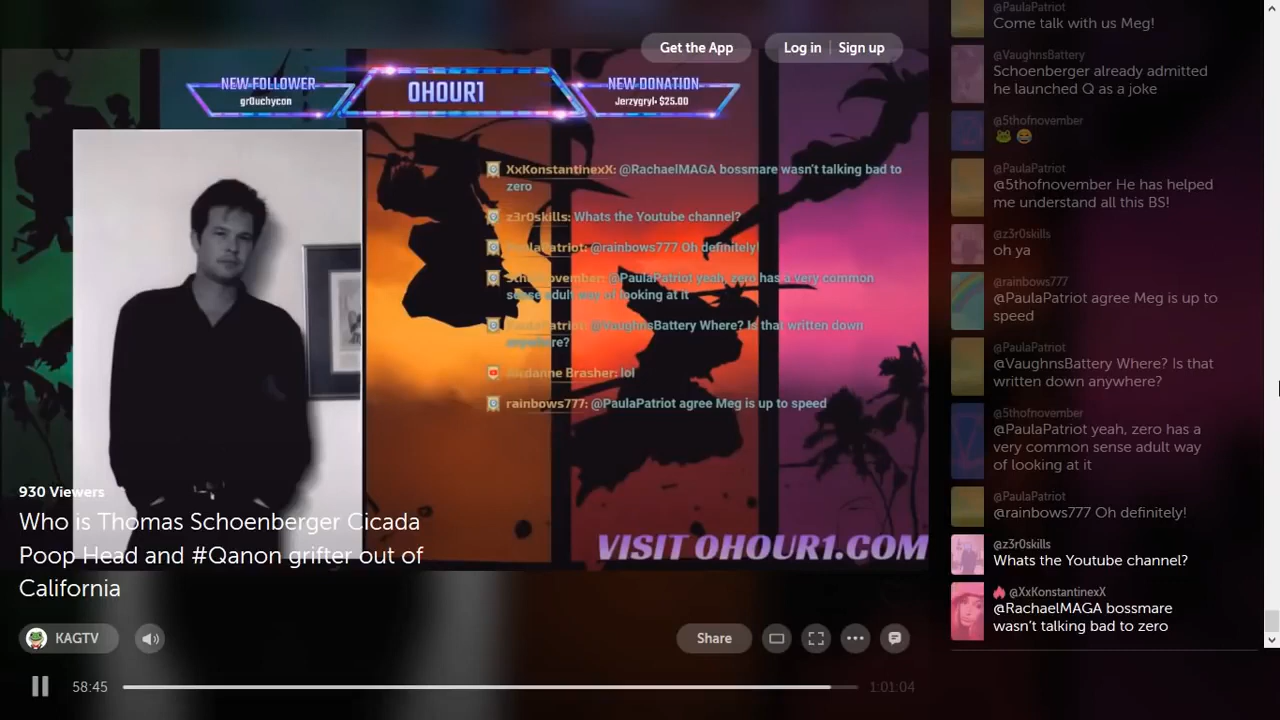 Get the App
Log in
Sign up
NEW FOLLOWER
gr0uchycon
0HOUR1
NEW DONATION
Jerzygryl• $25.00
XxKonstantinexX: @RachaelMAGA bossmare wasn't talking bad to
zero
z3r0skills: Whats the Youtube channel?
PaulaPatriot: @rainbows777 Oh definitely!
5thofnovember: @PaulaPatriot yeah, zero has a very common
sense adult way of looking at it
PaulaPatriot: @VaughnsBattery Where? Is that written down
anywhere?
Brasher: lol
rainbows777: @PaulaPatriot agree Meg is up to speed
VISIT 0HOUR1.COM
930 Viewers
Who is Thomas Schoenberger Cicada
Poop Head and #Qanon grifter out of
California
KAGTV
Share
58:45
1:01:04
@PaulaPatriot
Come talk with us Meg!
@VaughnsBattery
Schoenberger already admitted
he launched Q as a joke
@5thofnovember
🐸 😂
@PaulaPatriot
@5thofnovember He has helped
me understand all this BS!
@z3r0skills
oh ya
@rainbows777
@PaulaPatriot agree Meg is up to
speed
@PaulaPatriot
@VaughnsBattery Where? Is that
written down anywhere?
@5thofnovember
@PaulaPatriot yeah, zero has a
very common sense adult way
of looking at it
@PaulaPatriot
@rainbows777 Oh definitely!
@z3r0skills
Whats the Youtube channel?
🔥 @XxKonstantinexX
@RachaelMAGA bossmare
wasn't talking bad to zero